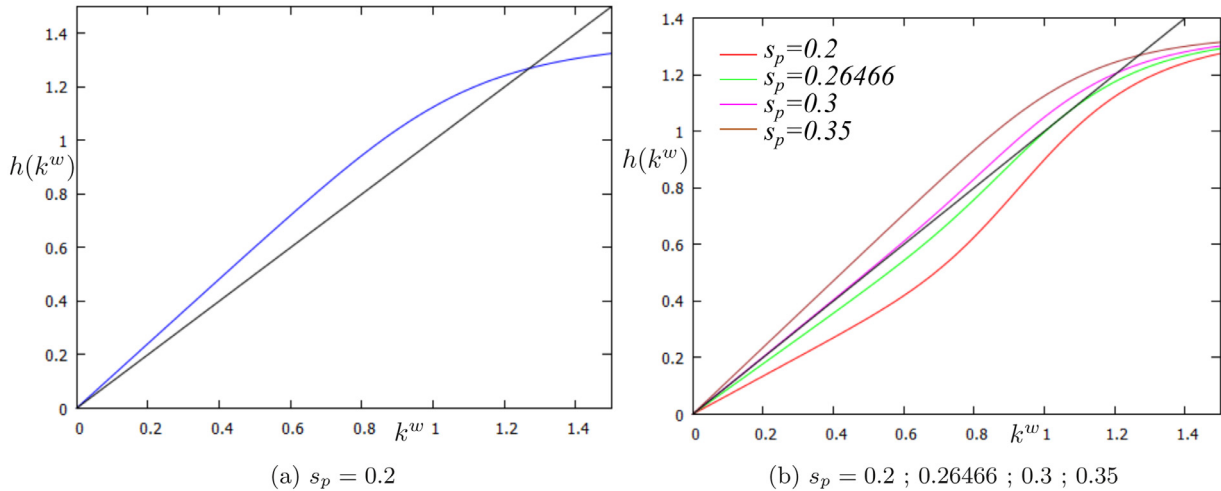 1.4
1.2
1
0.8
0.6
0.4
0.2
0
h(k^w)
0 0.2 0.4 0.6 0.8 1 1.2 1.4
k^w
(a) s_p = 0.2
1.4
1.2
1
0.8
0.6
0.4
0.2
0
h(k^w)
s_p=0.2
s_p=0.26466
s_p=0.3
s_p=0.35
0 0.2 0.4 0.6 0.8 1 1.2 1.4
k^w
(b) s_p = 0.2 ; 0.26466 ; 0.3 ; 0.35